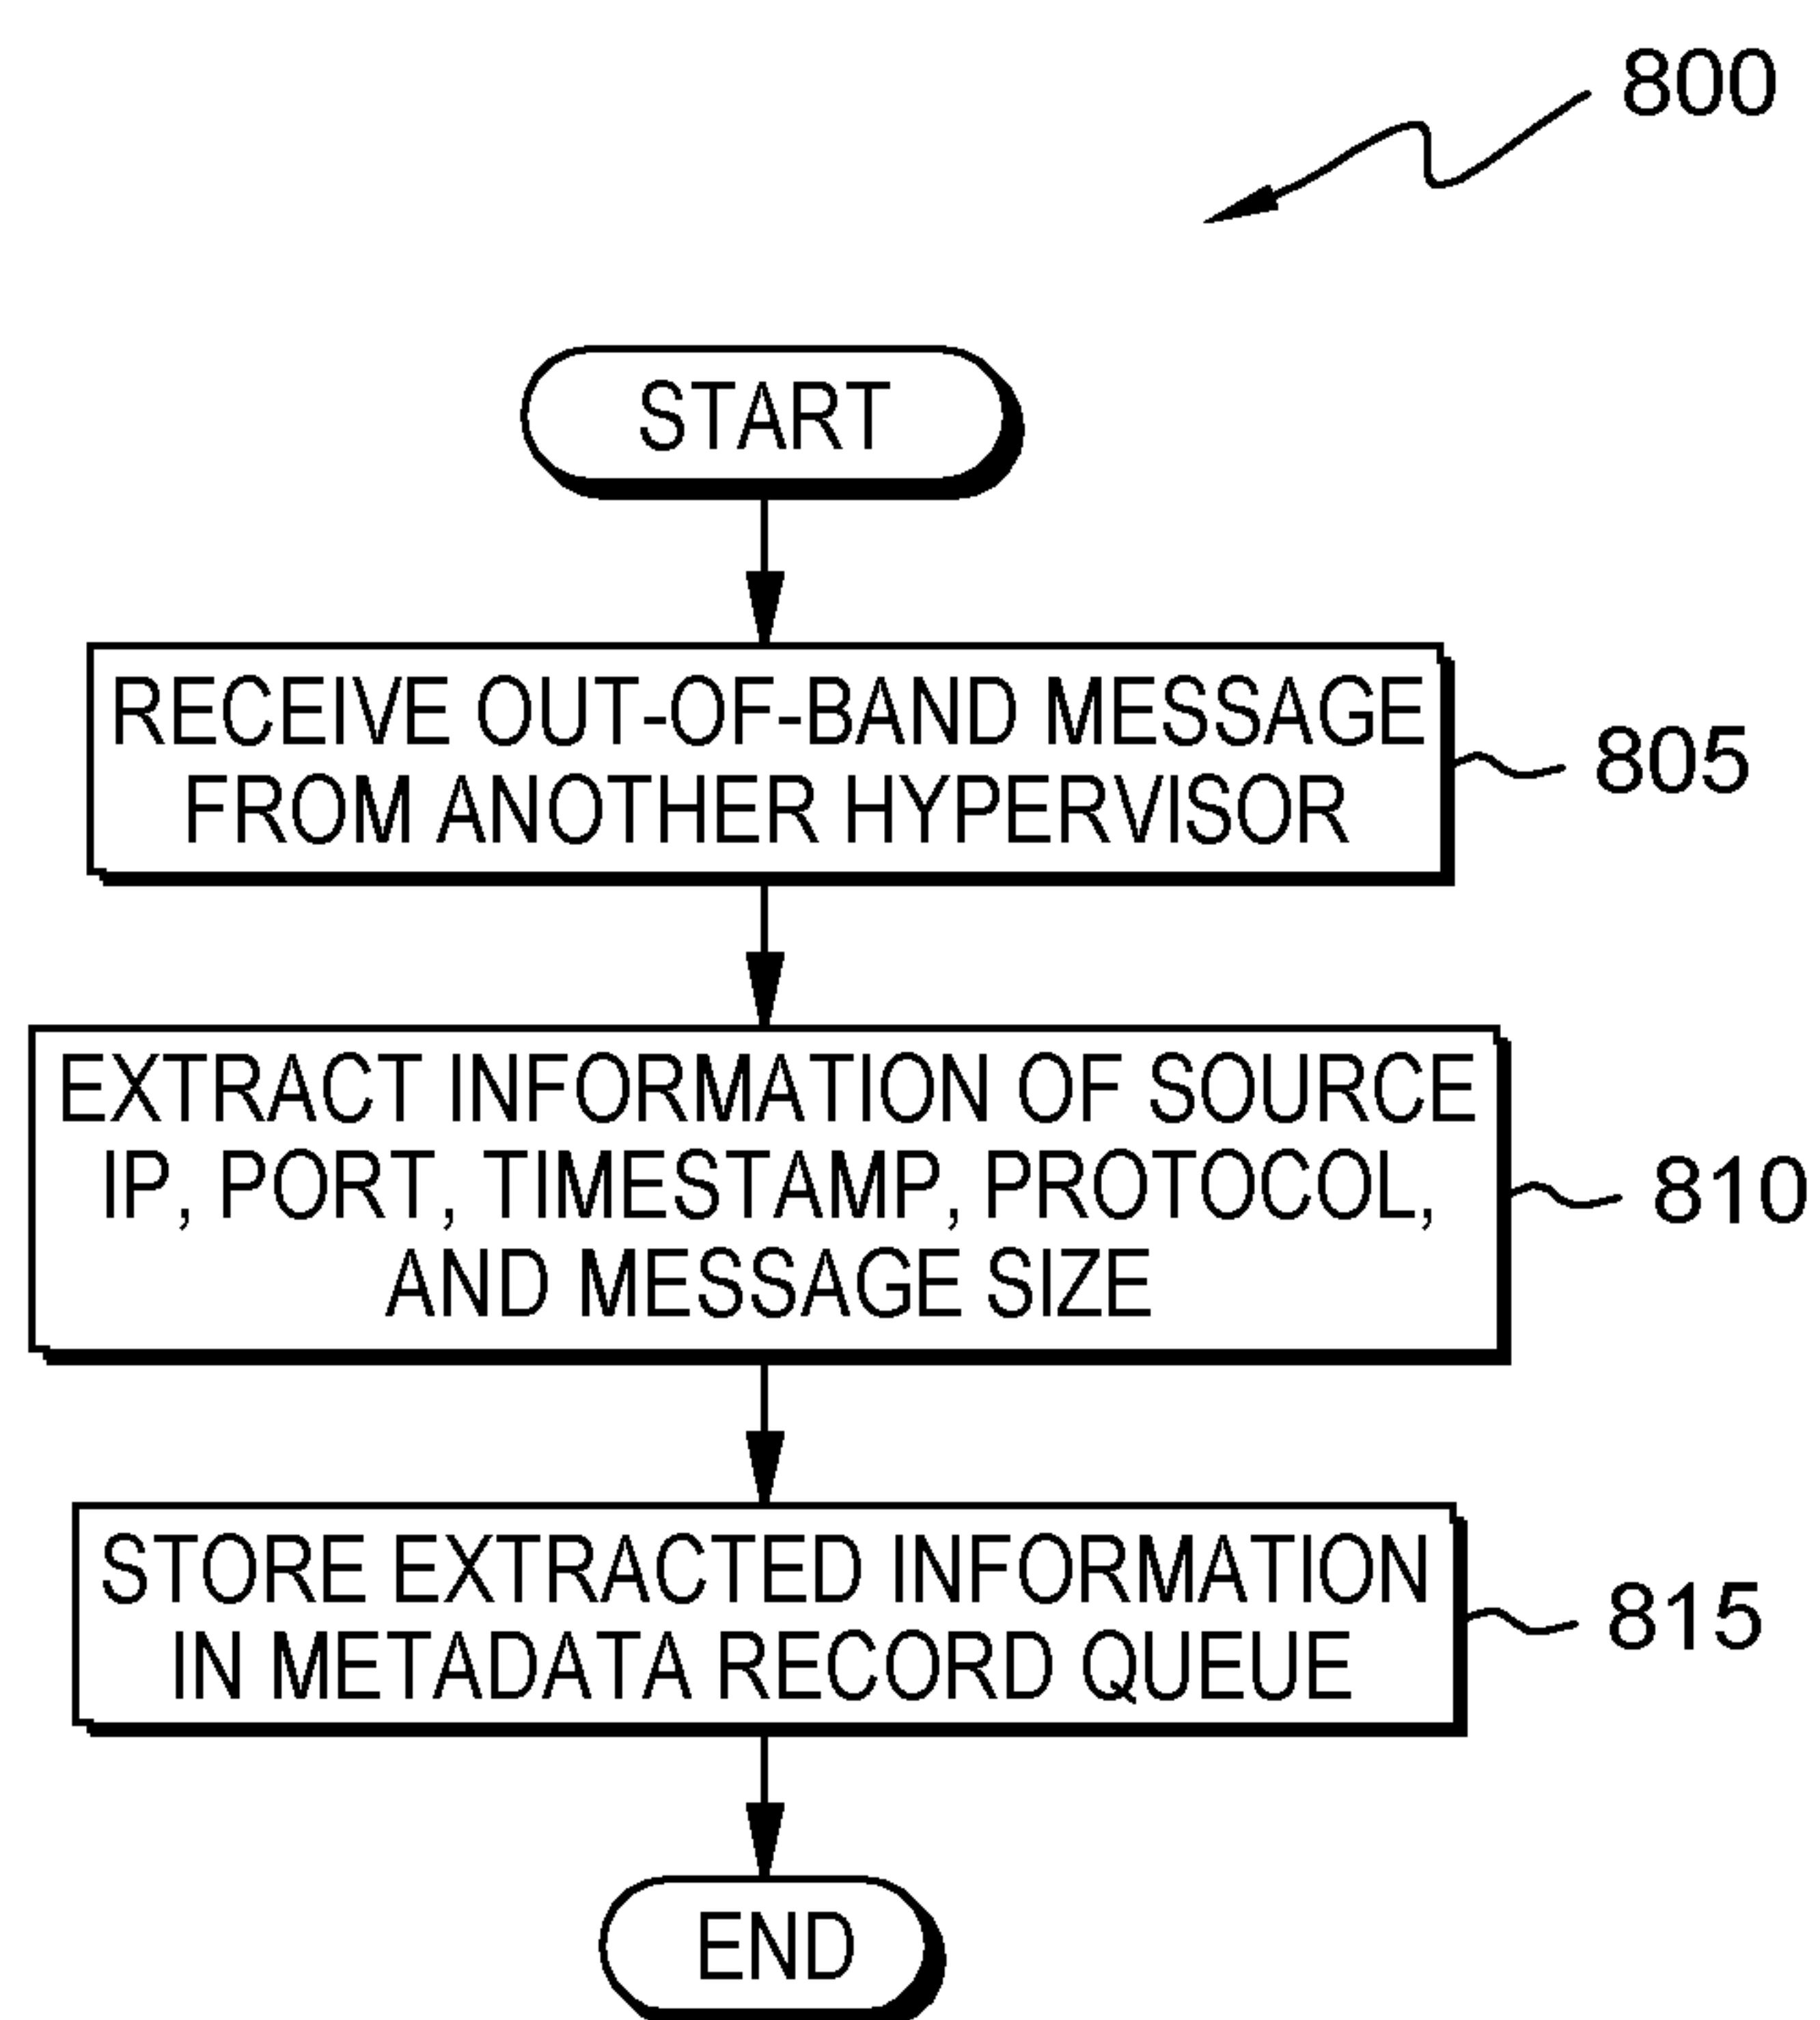 800
START
RECEIVE OUT-OF-BAND MESSAGE
FROM ANOTHER HYPERVISOR
805
EXTRACT INFORMATION OF SOURCE
IP, PORT, TIMESTAMP, PROTOCOL,
AND MESSAGE SIZE
810
STORE EXTRACTED INFORMATION
IN METADATA RECORD QUEUE
815
END